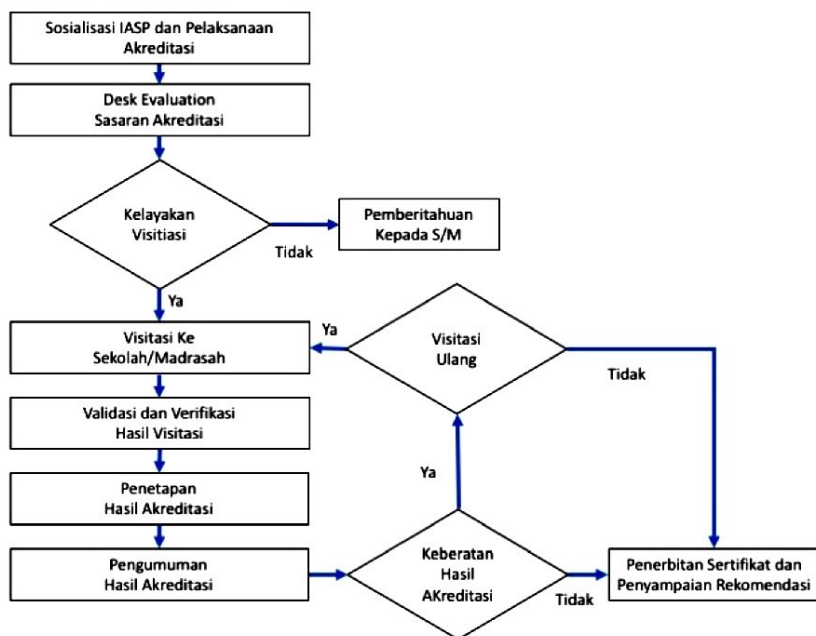 Sosialisasi IASP dan Pelaksanaan
Akreditasi
Desk Evaluation
Sasaran Akreditasi
Kelayakan
Visitiasi
Tidak
Pemberitahuan
Kepada S/M
Ya
Visitasi Ke
Sekolah/Madrasah
Ya
Visitasi
Ulang
Tidak
Validasi dan Verifikasi
Hasil Visitasi
Ya
Penetapan
Hasil Akreditasi
Pengumuman
Hasil Akreditasi
Keberatan
Hasil
AKreditasi
Tidak
Penerbitan Sertifikat dan
Penyampaian Rekomendasi